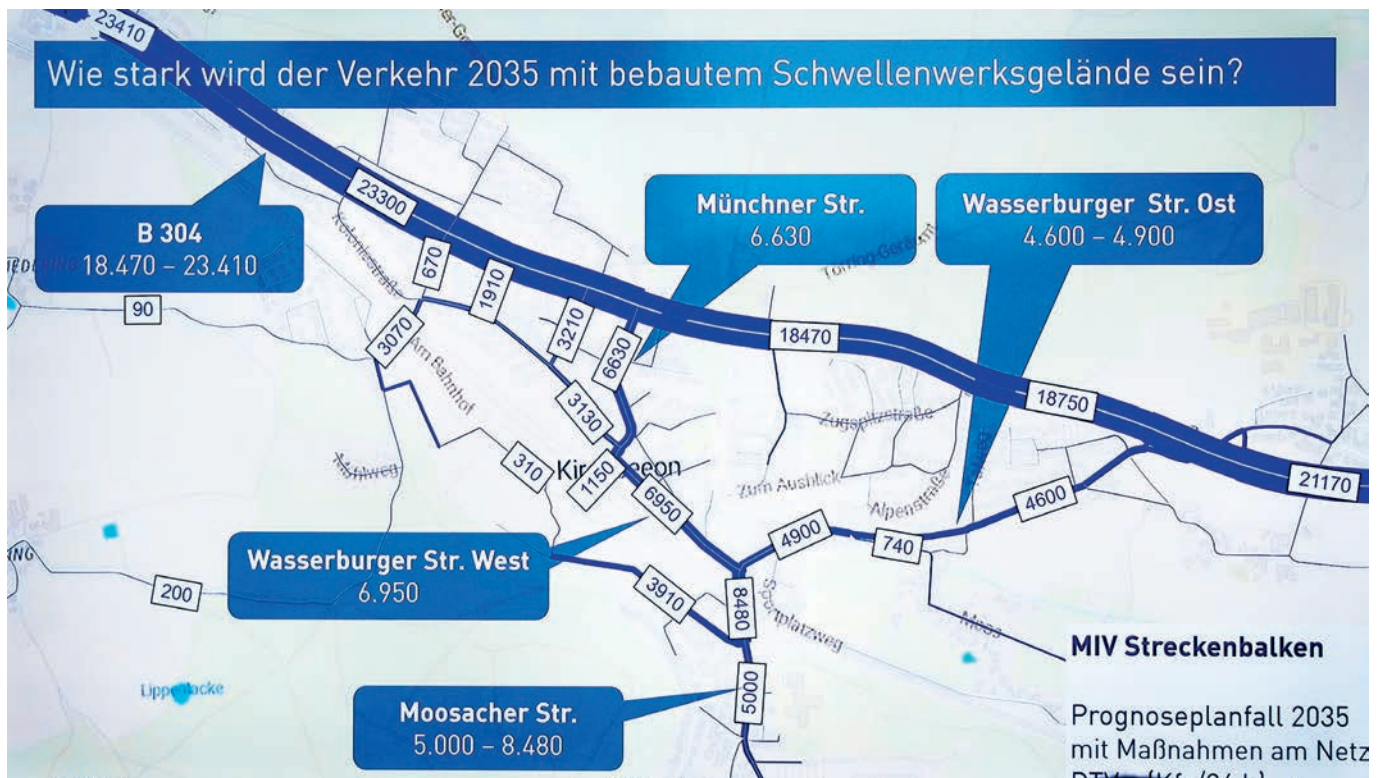 23410
Wie stark wird der Verkehr 2035 mit bebautem Schwellenwerksgelände sein?
B 304
18.470 – 23.410
23300
Münchner Str.
6.630
Wasserburger Str. Ost
4.600 – 4.900
Koloniestraße
670
1910
3210
6630
90
3070
Am Bahnhof
18470
18750
Zugspitzstraße
3130
310
1150
6950
Zum Ausblick
Alpenstraße
4600
21170
4900
740
Wasserburger Str. West
6.950
200
3910
8480
Sportplatzweg
Moos
MIV Streckenbalken
Lippenlacke
Moosacher Str.
5.000 – 8.480
5000
Prognoseplanfall 2035
mit Maßnahmen am Netz